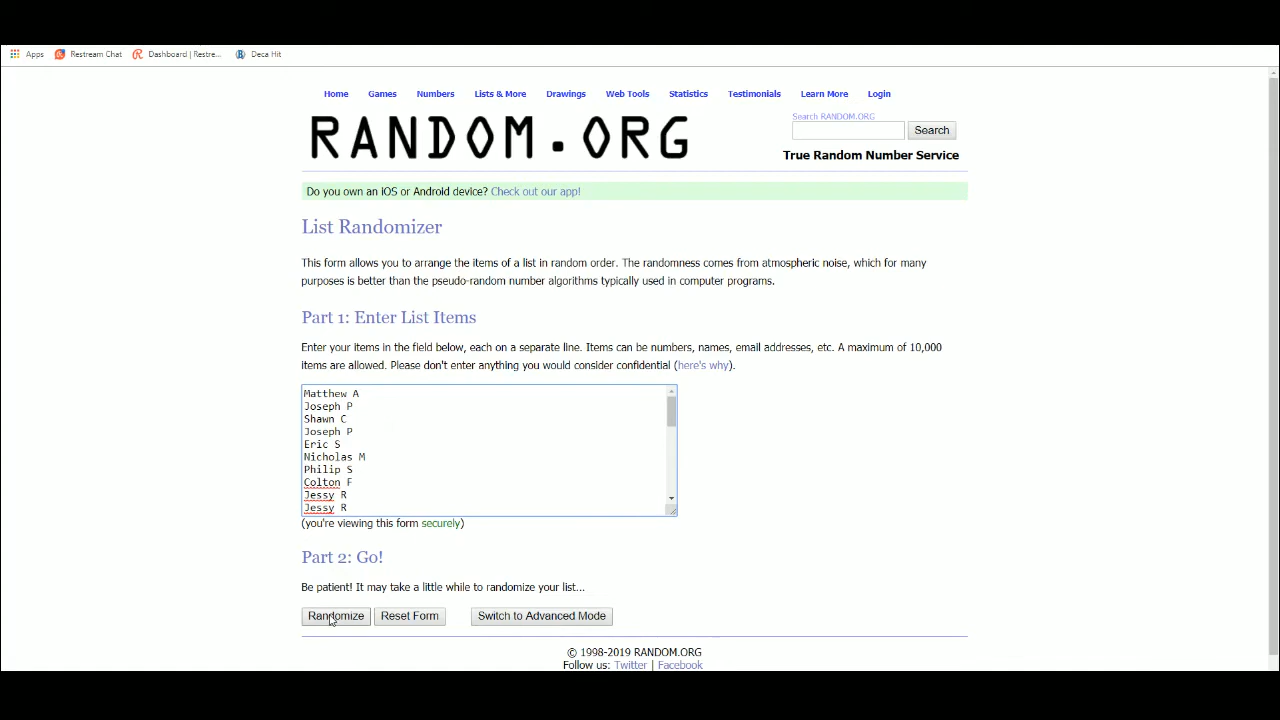 Apps Restream Chat Dashboard | Restre... Deca Hit
Home Games Numbers Lists & More Drawings Web Tools Statistics Testimonials Learn More Login
RANDOM.ORG
Search RANDOM.ORG
Search
True Random Number Service
Do you own an iOS or Android device? Check out our app!
List Randomizer
This form allows you to arrange the items of a list in random order. The randomness comes from atmospheric noise, which for many
purposes is better than the pseudo-random number algorithms typically used in computer programs.
Part 1: Enter List Items
Enter your items in the field below, each on a separate line. Items can be numbers, names, email addresses, etc. A maximum of 10,000
items are allowed. Please don't enter anything you would consider confidential (here's why).
Matthew A
Joseph P
Shawn C
Joseph P
Eric S
Nicholas M
Philip S
Colton F
Jessy R
Jessy R
(you're viewing this form securely)
Part 2: Go!
Be patient! It may take a little while to randomize your list...
Randomize Reset Form Switch to Advanced Mode
© 1998-2019 RANDOM.ORG
Follow us: Twitter | Facebook